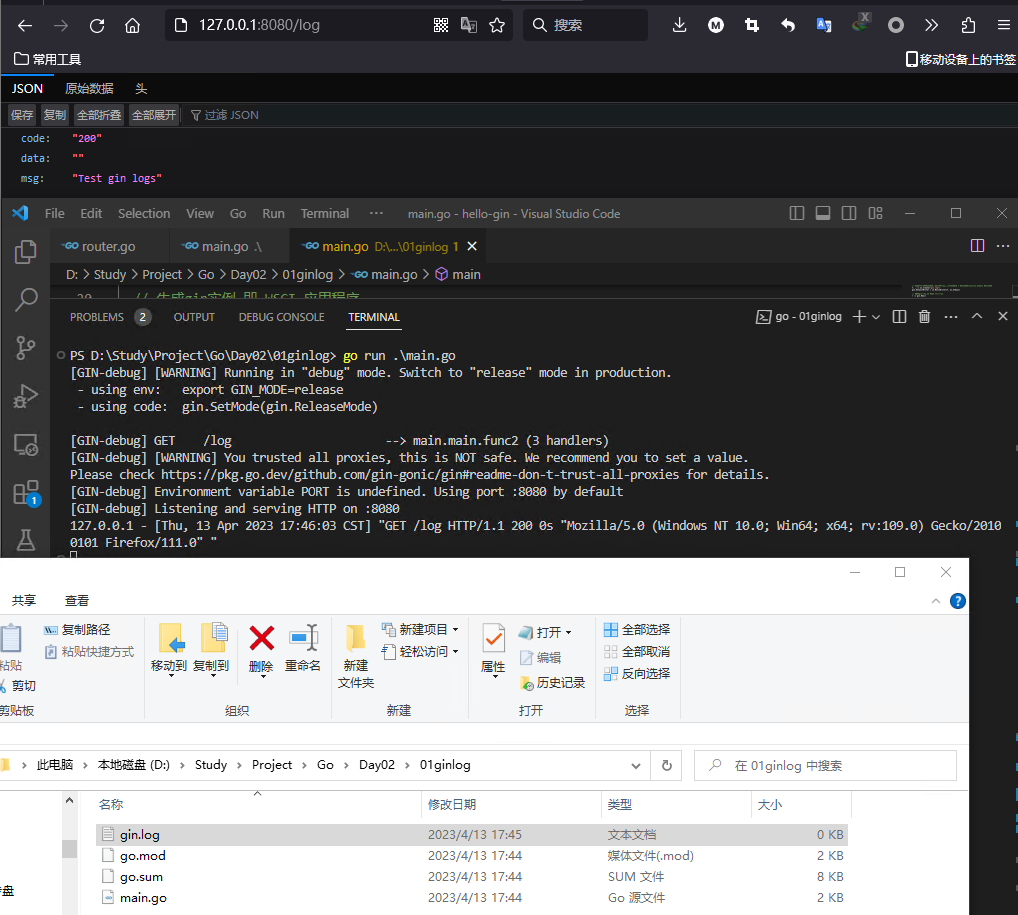 127.0.0.1:8080/log
搜索
常用工具
移动设备上的书签
JSON 原始数据 头
保存 复制 全部折叠 全部展开 过滤 JSON
code: "200"
data: ""
msg: "Test gin logs"
File Edit Selection View Go Run Terminal ··· main.go - hello-gin - Visual Studio Code
router.go main.go .\ main.go D:\...\01ginlog 1
D: > Study > Project > Go > Day02 > 01ginlog > main.go > main
PROBLEMS 2 OUTPUT DEBUG CONSOLE TERMINAL go - 01ginlog
PS D:\Study\Project\Go\Day02\01ginlog> go run .\main.go
[GIN-debug] [WARNING] Running in "debug" mode. Switch to "release" mode in production.
- using env: export GIN_MODE=release
- using code: gin.SetMode(gin.ReleaseMode)
[GIN-debug] GET /log --> main.main.func2 (3 handlers)
[GIN-debug] [WARNING] You trusted all proxies, this is NOT safe. We recommend you to set a value.
Please check https://pkg.go.dev/github.com/gin-gonic/gin#readme-don-t-trust-all-proxies for details.
[GIN-debug] Environment variable PORT is undefined. Using port :8080 by default
[GIN-debug] Listening and serving HTTP on :8080
127.0.0.1 - [Thu, 13 Apr 2023 17:46:03 CST] "GET /log HTTP/1.1 200 0s "Mozilla/5.0 (Windows NT 10.0; Win64; x64; rv:109.0) Gecko/2010
0101 Firefox/111.0" "
1
共享 查看
复制路径
粘贴快捷方式
粘贴
剪切
剪贴板
移动到 复制到 删除 重命名
组织
新建
文件夹
新建项目
轻松访问
新建
属性
打开
编辑
历史记录
打开
全部选择
全部取消
反向选择
选择
此电脑 > 本地磁盘 (D:) > Study > Project > Go > Day02 > 01ginlog
在 01ginlog 中搜索
名称 修改日期 类型 大小
gin.log 2023/4/13 17:45 文本文档 0 KB
go.mod 2023/4/13 17:44 媒体文件(.mod) 2 KB
go.sum 2023/4/13 17:44 SUM 文件 8 KB
main.go 2023/4/13 17:44 Go 源文件 2 KB